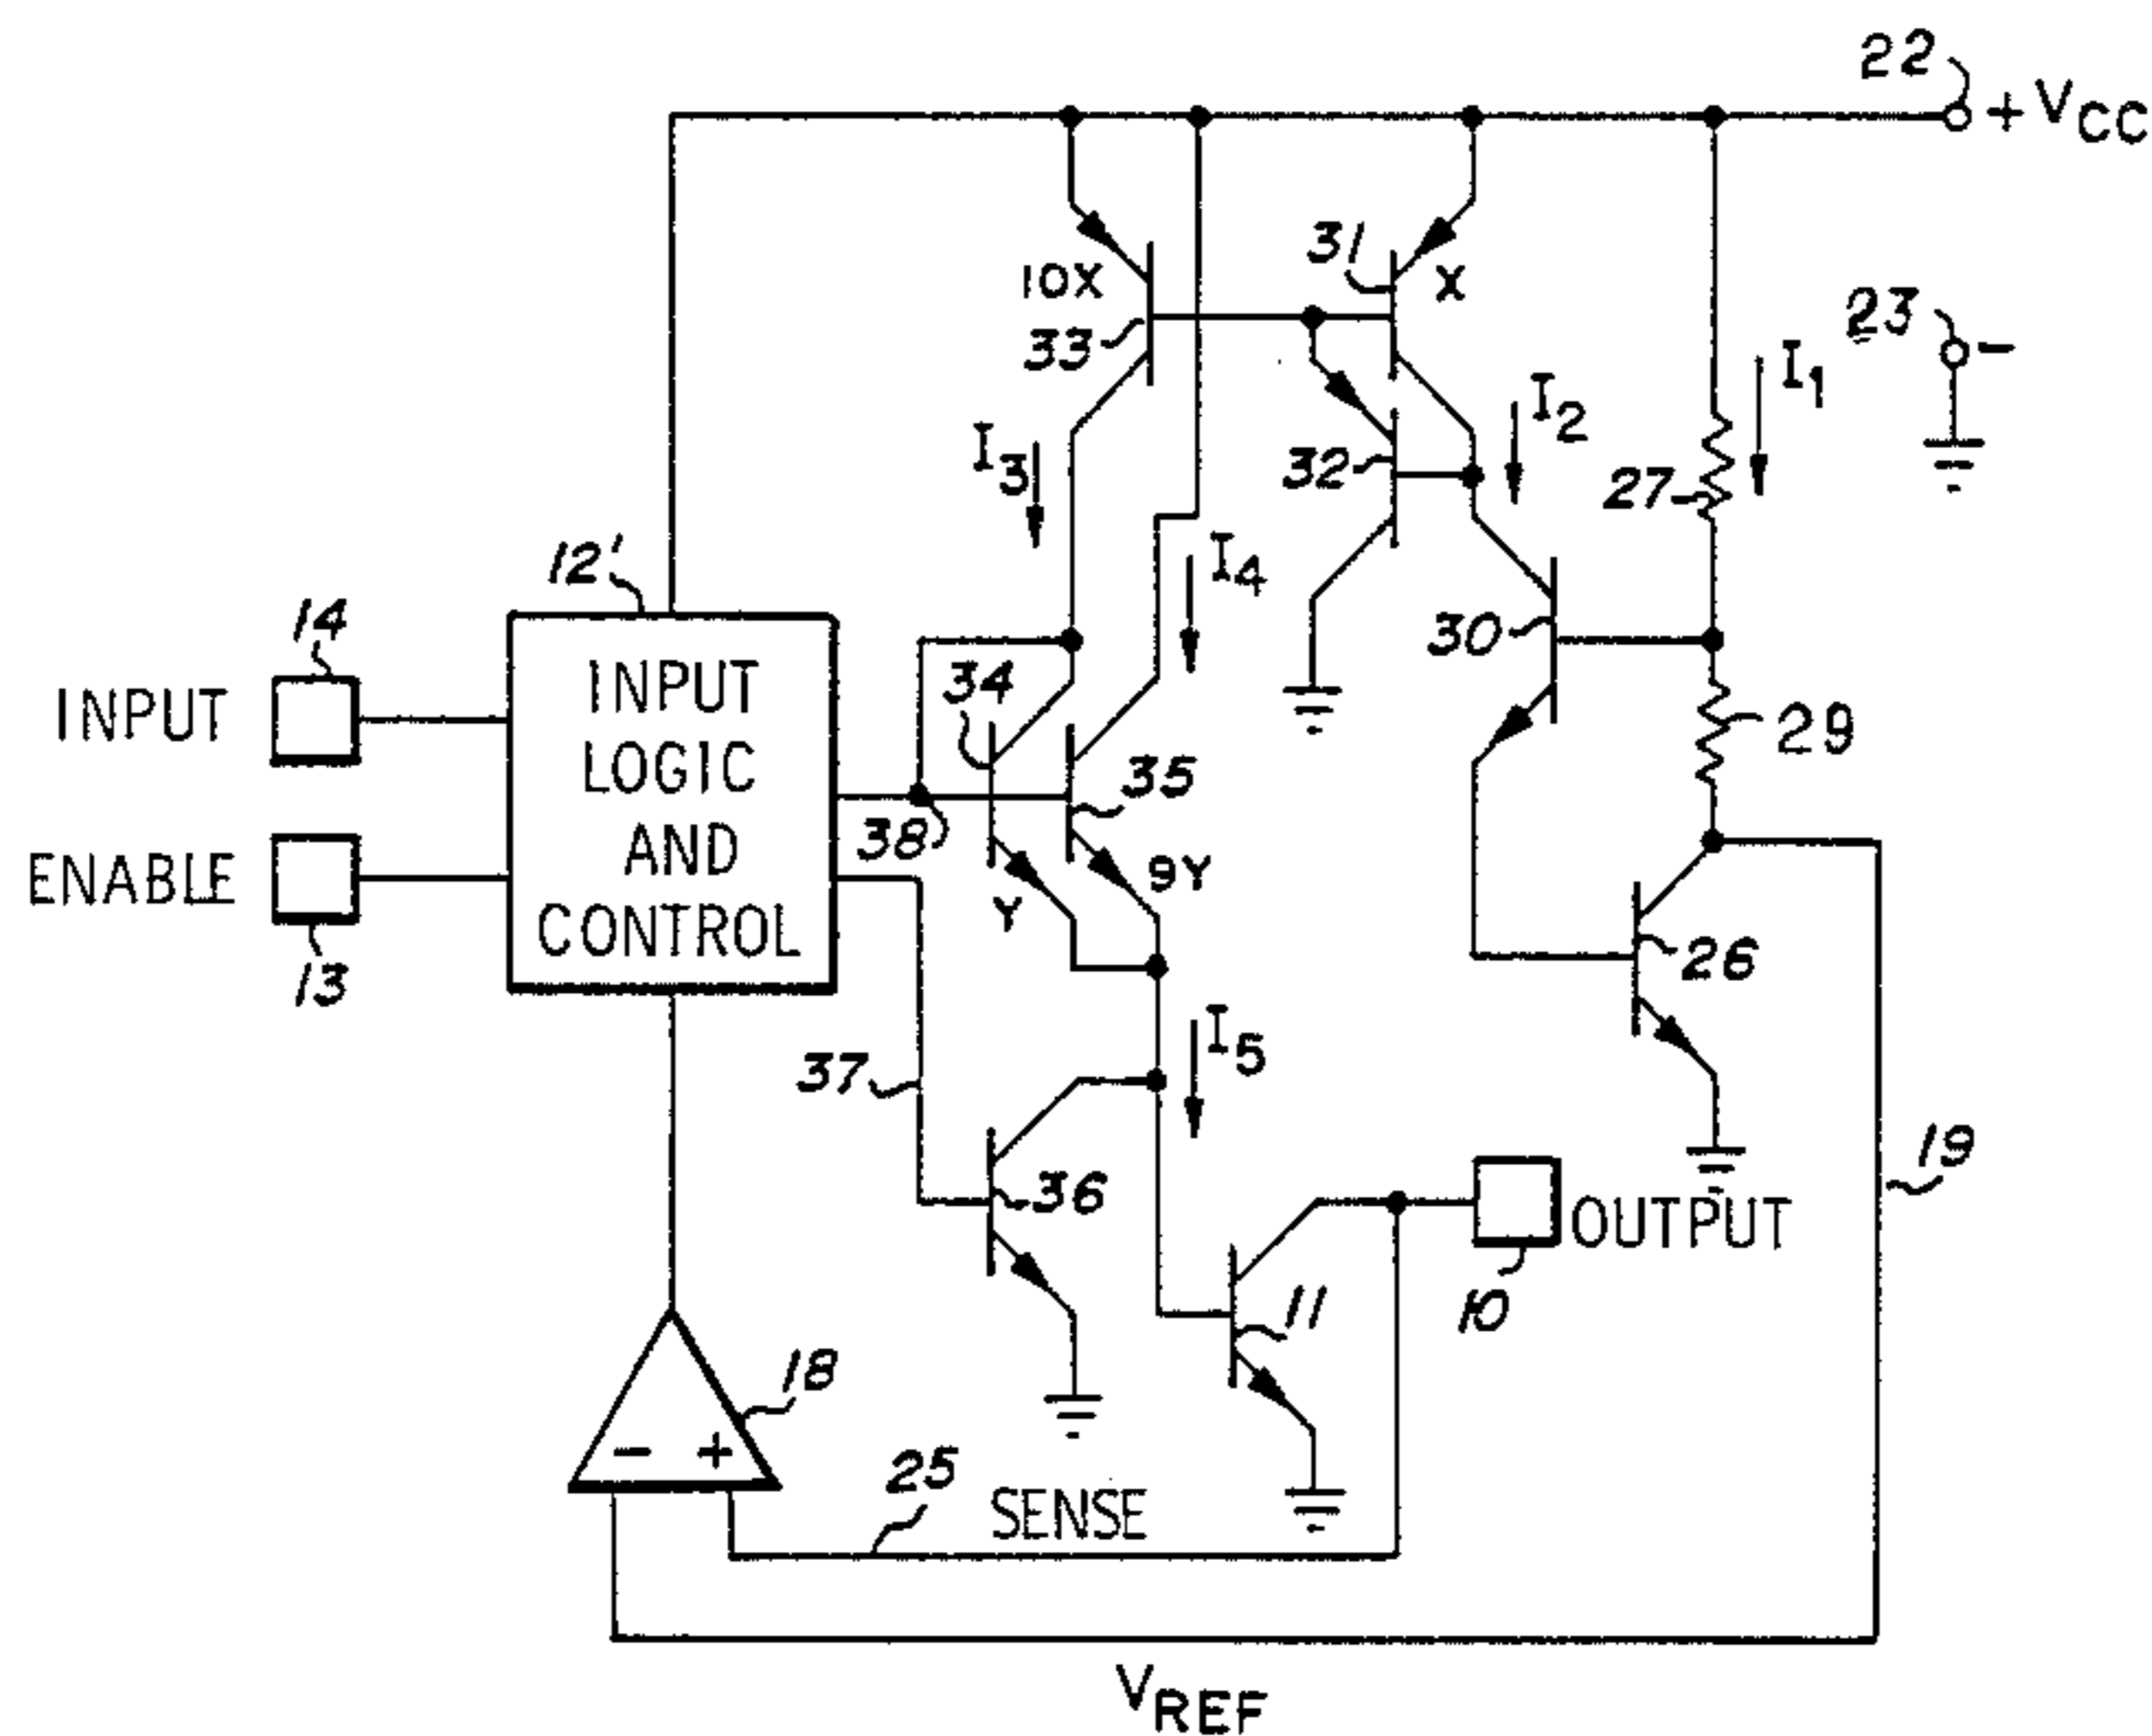 22
+VCC
31
10X
X
33
23
-
I1
I2
I3
32
27
12'
I4
14
30
INPUT
INPUT
LOGIC
AND
CONTROL
34
29
35
38
9Y
ENABLE
Y
26
13
I5
37
19
36
OUTPUT
11
10
18
- +
25
SENSE
VREF